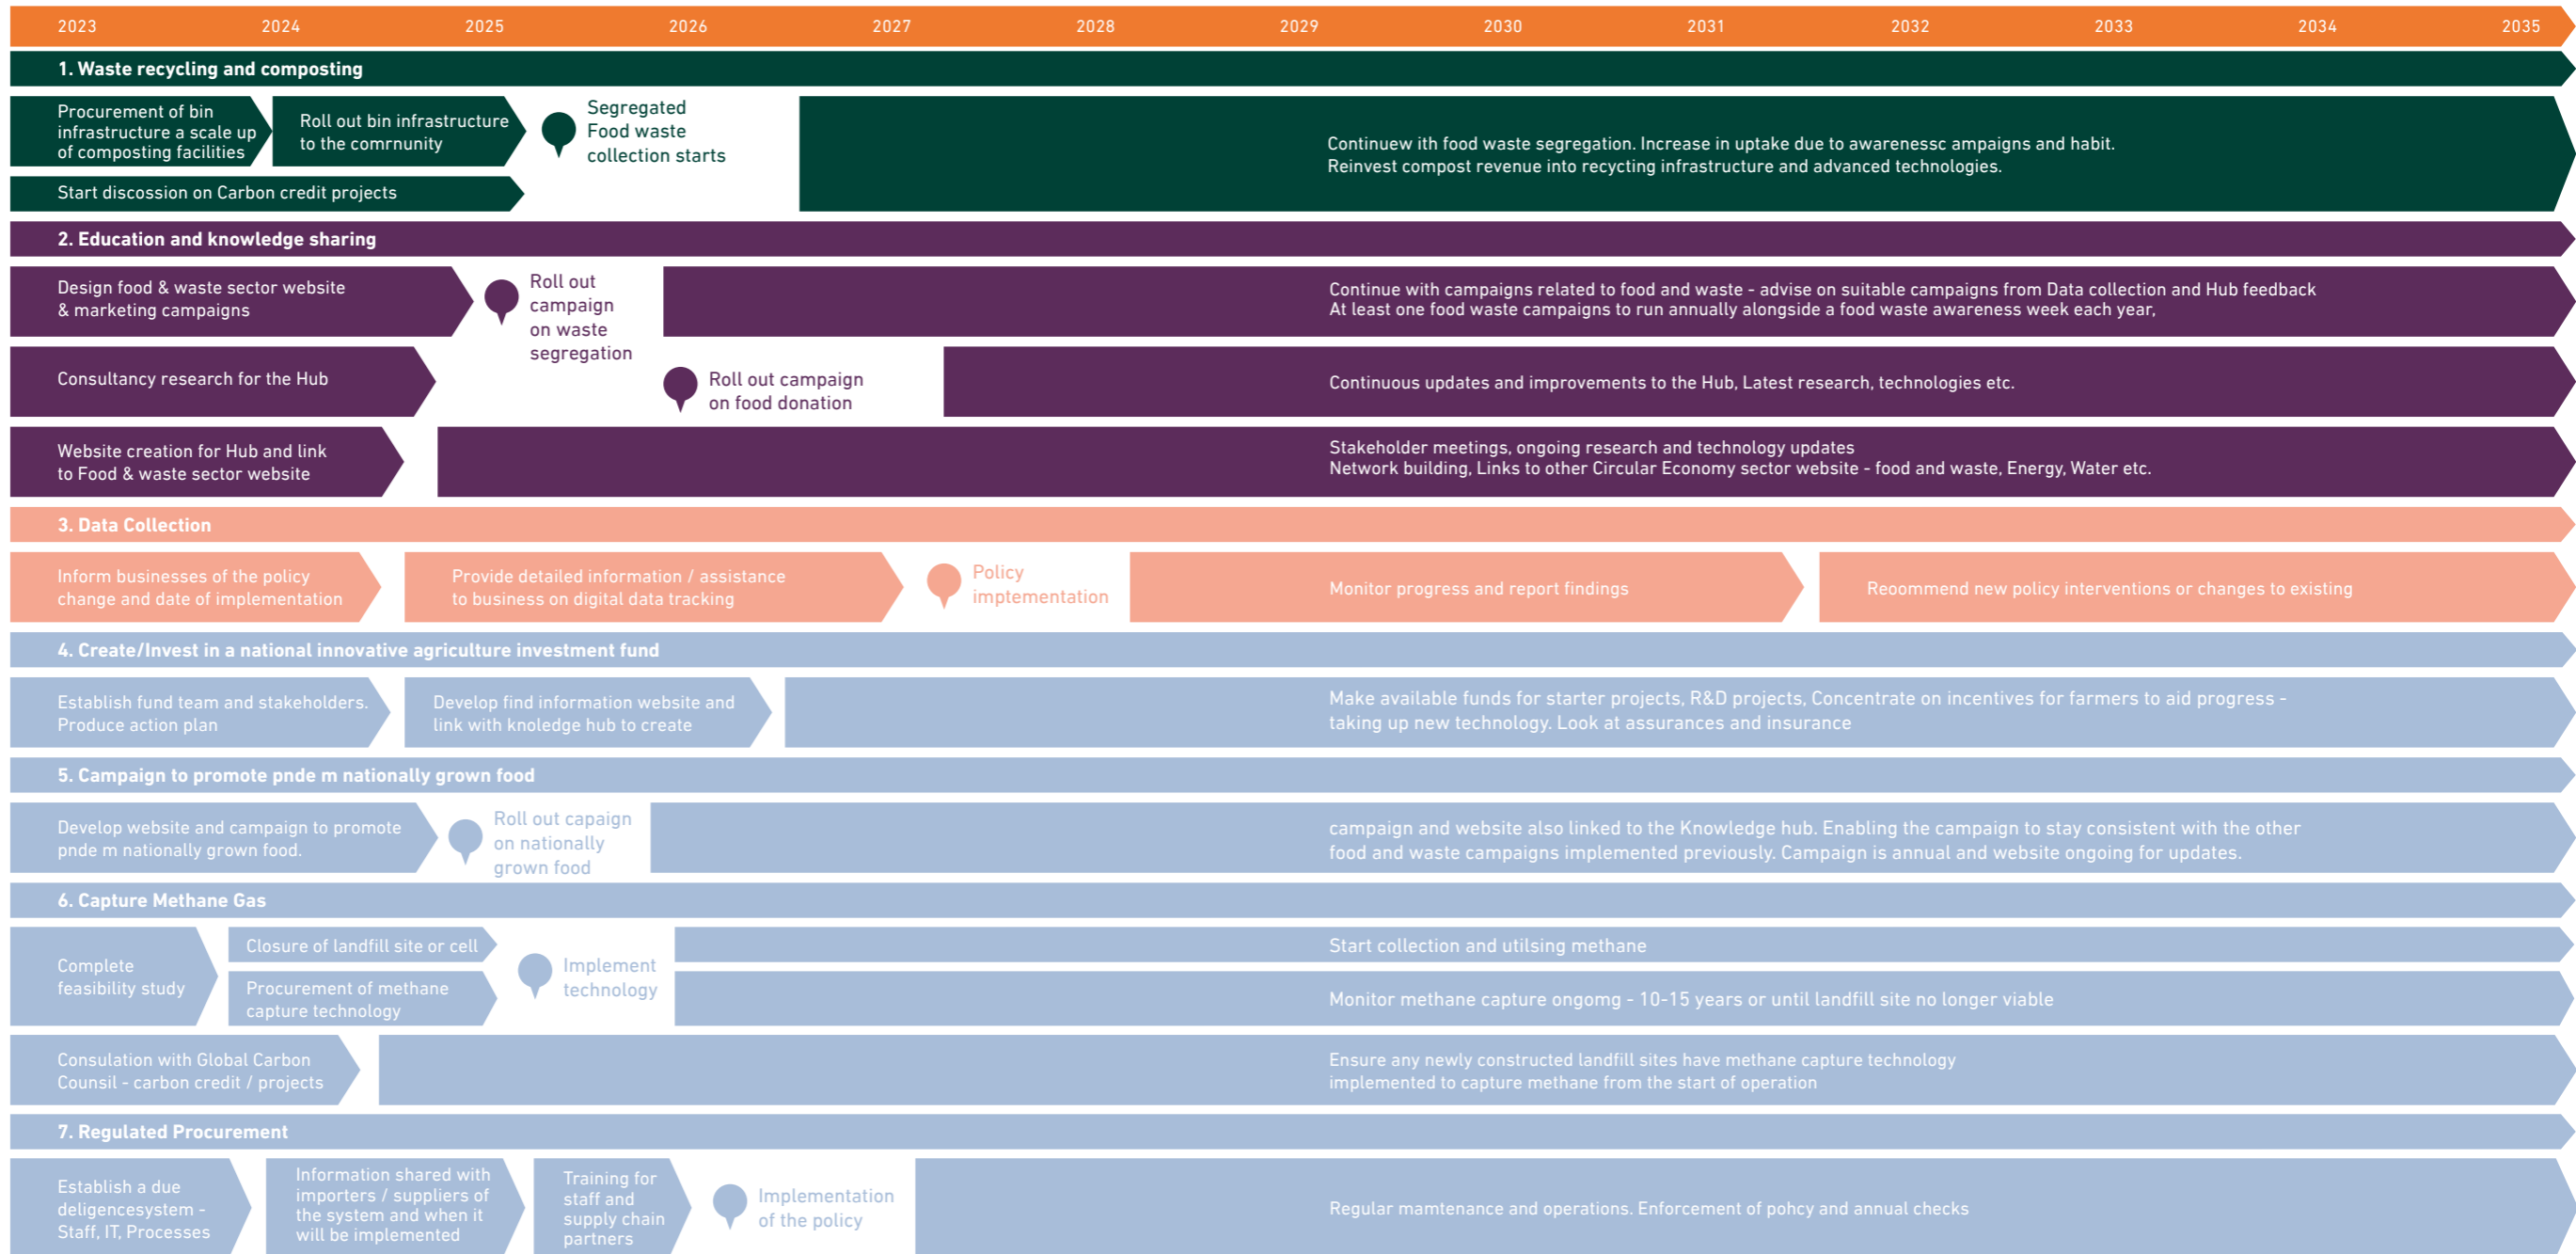 2023 2024 2025 2026 2027 2028 2029 2030 2031 2032 2033 2034 2035
1. Waste recycling and composting
Procurement of bin
infrastructure a scale up
of composting facilities
Roll out bin infrastructure
to the comrnunity
Segregated
Food waste
collection starts
Continuew ith food waste segregation. Increase in uptake due to awarenessc ampaigns and habit.
Reinvest compost revenue into recycting infrastructure and advanced technologies.
Start discossion on Carbon credit projects
2. Education and knowledge sharing
Design food & waste sector website
& marketing campaigns
Roll out
campaign
on waste
segregation
Continue with campaigns related to food and waste - advise on suitable campaigns from Data collection and Hub feedback
At least one food waste campaigns to run annually alongside a food waste awareness week each year,
Consultancy research for the Hub
Roll out campaign
on food donation
Continuous updates and improvements to the Hub, Latest research, technologies etc.
Website creation for Hub and link
to Food & waste sector website
Stakeholder meetings, ongoing research and technology updates
Network building, Links to other Circular Economy sector website - food and waste, Energy, Water etc.
3. Data Collection
Inform businesses of the policy
change and date of implementation
Provide detailed information / assistance
to business on digital data tracking
Policy
imptementation
Monitor progress and report findings
Reoommend new policy interventions or changes to existing
4. Create/Invest in a national innovative agriculture investment fund
Establish fund team and stakeholders.
Produce action plan
Develop find information website and
link with knoledge hub to create
Make available funds for starter projects, R&D projects, Concentrate on incentives for farmers to aid progress -
taking up new technology. Look at assurances and insurance
5. Campaign to promote pnde m nationally grown food
Develop website and campaign to promote
pnde m nationally grown food.
Roll out capaign
on nationally
grown food
campaign and website also linked to the Knowledge hub. Enabling the campaign to stay consistent with the other
food and waste campaigns implemented previously. Campaign is annual and website ongoing for updates.
6. Capture Methane Gas
Complete
feasibility study
Closure of landfill site or cell
Procurement of methane
capture technology
Implement
technology
Start collection and utilsing methane
Monitor methane capture ongomg - 10-15 years or until landfill site no longer viable
Consulation with Global Carbon
Counsil - carbon credit / projects
Ensure any newly constructed landfill sites have methane capture technology
implemented to capture methane from the start of operation
7. Regulated Procurement
Establish a due
deligencesystem -
Staff, IT, Processes
Information shared with
importers / suppliers of
the system and when it
will be implemented
Training for
staff and
supply chain
partners
Implementation
of the policy
Regular mamtenance and operations. Enforcement of pohcy and annual checks